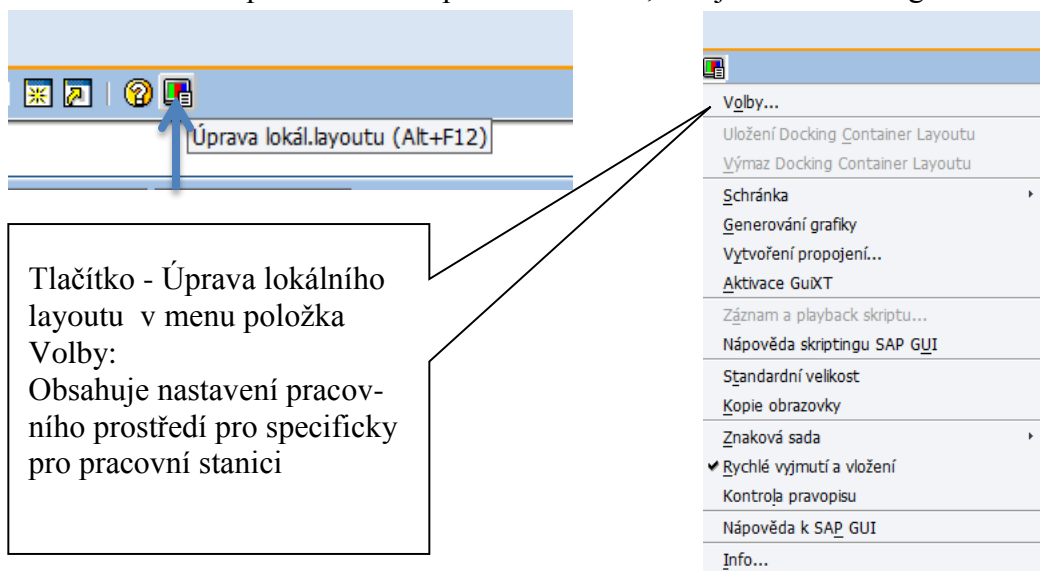 Úprava lokál.layoutu (Alt+F12)
Tlačítko - Úprava lokálního
layoutu v menu položka
Volby:
Obsahuje nastavení pracov-
ního prostředí pro specificky
pro pracovní stanici
Volby...
Uložení Docking Container Layoutu
Výmaz Docking Container Layoutu
Schránka
Generování grafiky
Vytvoření propojení...
Aktivace GuiXT
Záznam a playback skriptu...
Nápověda skriptingu SAP GUI
Standardní velikost
Kopie obrazovky
Znaková sada
Rychlé vyjmutí a vložení
Kontrola pravopisu
Nápověda k SAP GUI
Info...